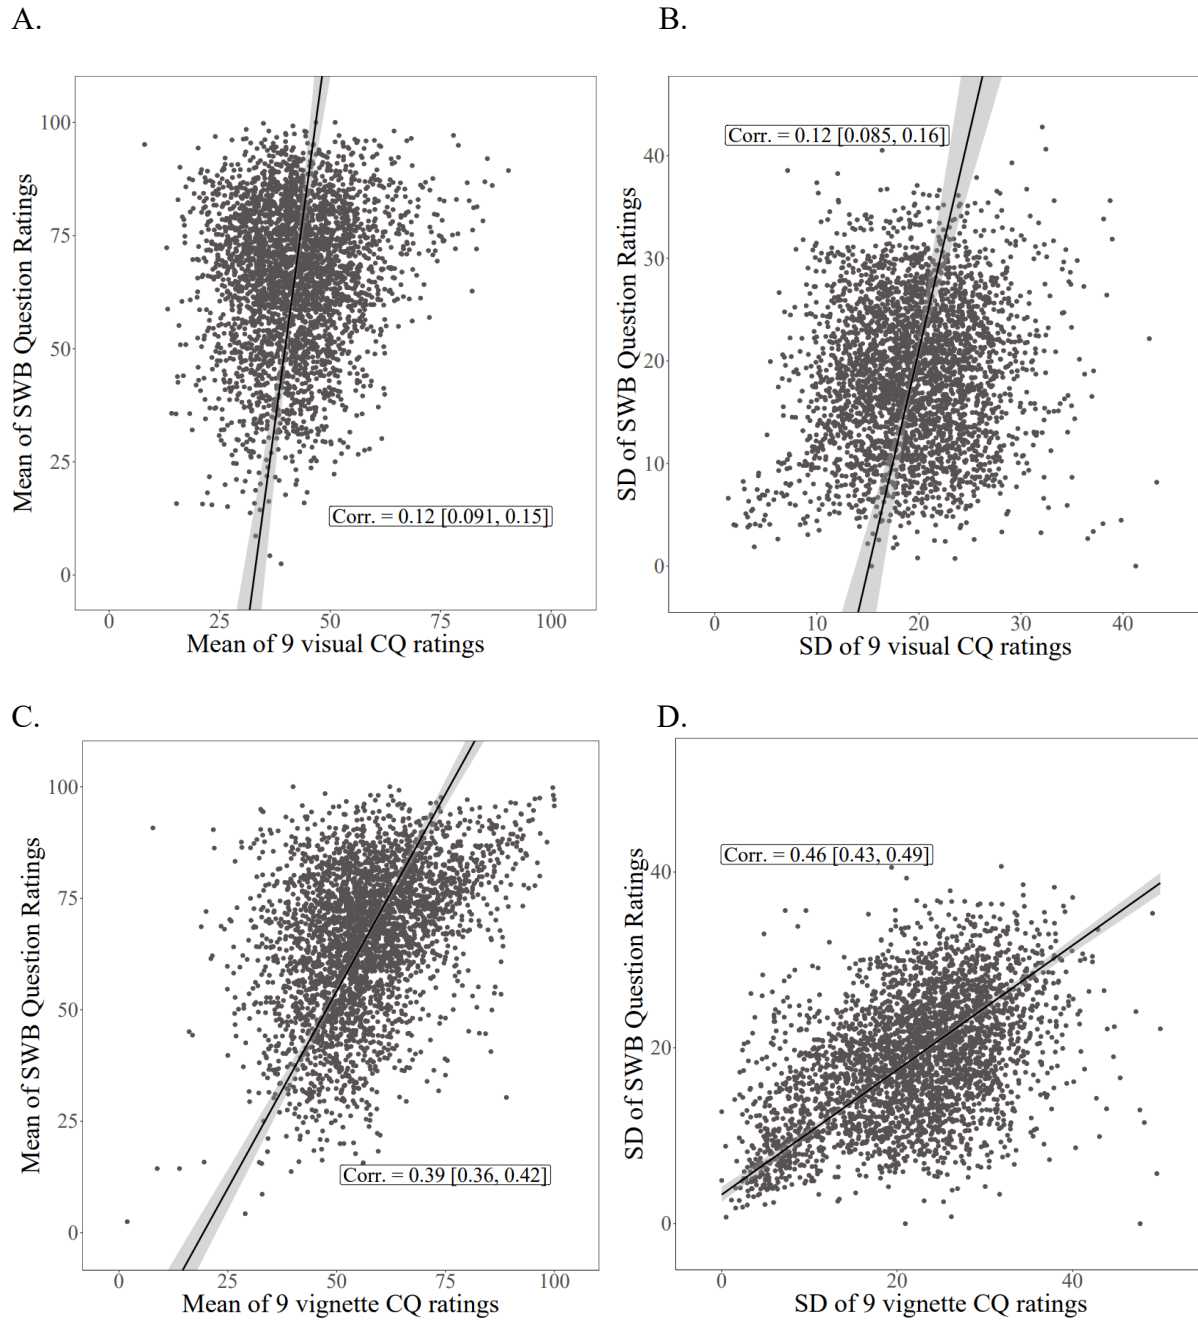 A.
B.
Mean of SWB Question Ratings
100
75
50
25
0
Corr. = 0.12 [0.091, 0.15]
0 25 50 75 100
Mean of 9 visual CQ ratings
SD of SWB Question Ratings
40
30
20
10
0
Corr. = 0.12 [0.085, 0.16]
0 10 20 30 40
SD of 9 visual CQ ratings
C.
D.
Mean of SWB Question Ratings
100
75
50
25
0
Corr. = 0.39 [0.36, 0.42]
0 25 50 75 100
Mean of 9 vignette CQ ratings
SD of SWB Question Ratings
40
20
0
Corr. = 0.46 [0.43, 0.49]
0 20 40
SD of 9 vignette CQ ratings